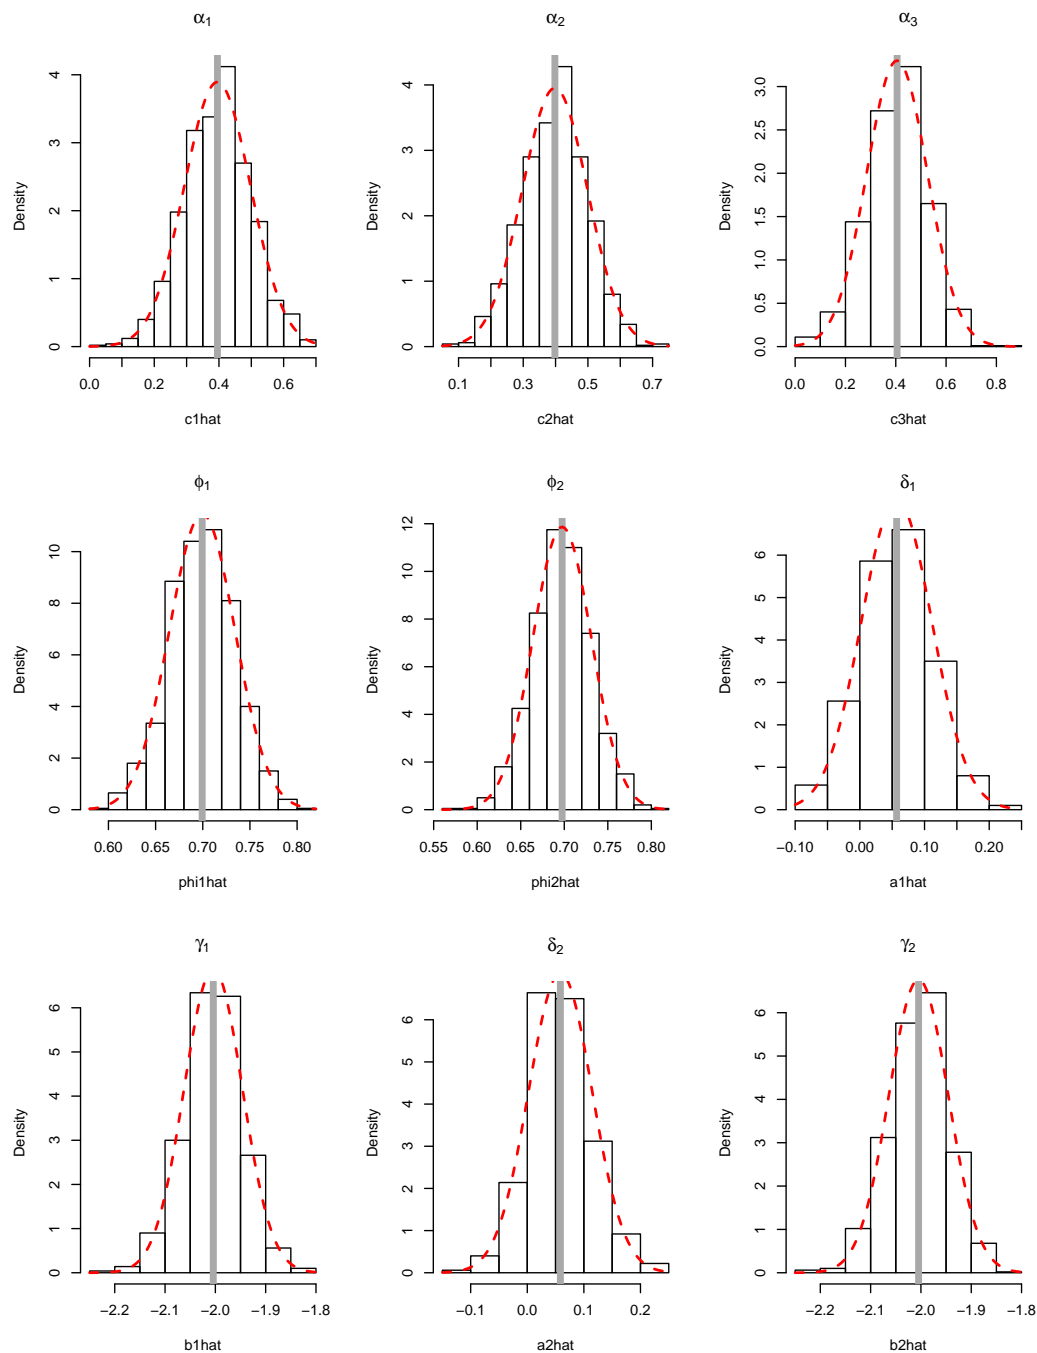 α1
α2
α3
Density
0 1 2 3 4
0.0 0.2 0.4 0.6
c1hat
Density
0 1 2 3 4
0.1 0.3 0.5 0.7
c2hat
Density
0.0 0.5 1.0 1.5 2.0 2.5 3.0
0.0 0.2 0.4 0.6 0.8
c3hat
ϕ1
ϕ2
δ1
Density
0 2 4 6 8 10
0.60 0.65 0.70 0.75 0.80
phi1hat
Density
0 2 4 6 8 10 12
0.55 0.60 0.65 0.70 0.75 0.80
phi2hat
Density
0 1 2 3 4 5 6
−0.10 0.00 0.10 0.20
a1hat
γ1
δ2
γ2
Density
0 1 2 3 4 5 6
−2.2 −2.1 −2.0 −1.9 −1.8
b1hat
Density
0 1 2 3 4 5 6
−0.1 0.0 0.1 0.2
a2hat
Density
0 1 2 3 4 5 6
−2.2 −2.1 −2.0 −1.9 −1.8
b2hat